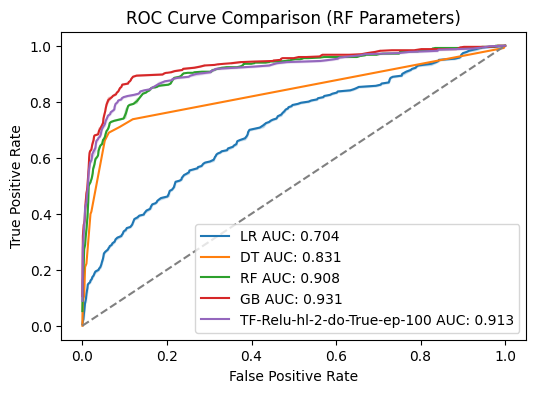 ROC Curve Comparison (RF Parameters)
True Positive Rate
1.0
0.8
0.6
0.4
0.2
0.0
LR AUC: 0.704
DT AUC: 0.831
RF AUC: 0.908
GB AUC: 0.931
TF-Relu-hl-2-do-True-ep-100 AUC: 0.913
0.0 0.2 0.4 0.6 0.8 1.0
False Positive Rate